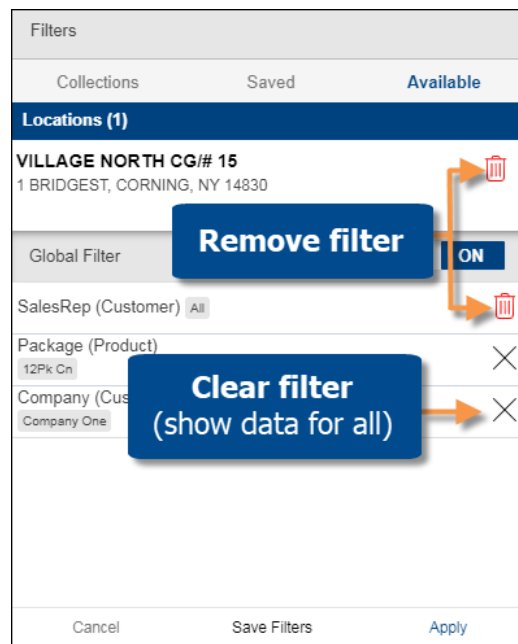 Filters
Collections Saved Available
Locations (1)
VILLAGE NORTH CG/# 15
1 BRIDGEST, CORNING, NY 14830
Remove filter
Global Filter ON
SalesRep (Customer) All
Package (Product)
12Pk Cn
Clear filter
Company (Cus
(show data for all)
Company One
Cancel Save Filters Apply